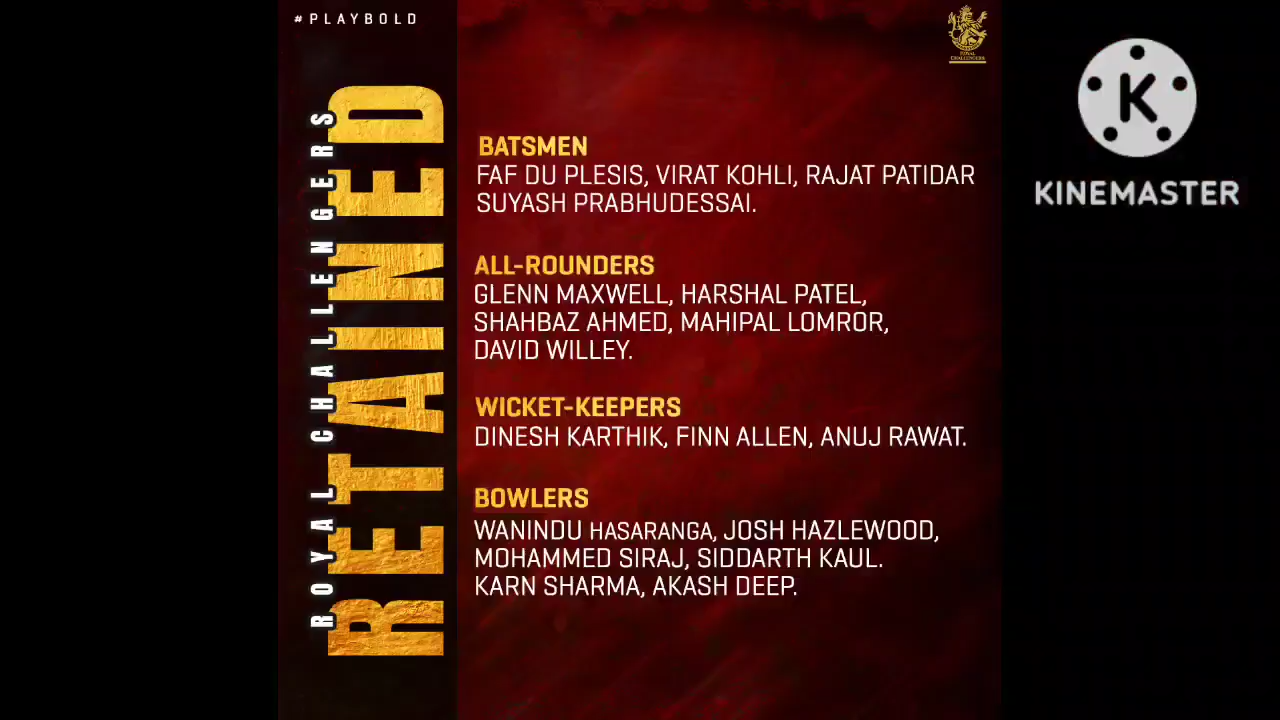 #PLAYBOLD
ROYAL CHALLENGERS
RETAINED
ROYAL
CHALLENGERS
BATSMEN
FAF DU PLESIS, VIRAT KOHLI, RAJAT PATIDAR
SUYASH PRABHUDESSAI.
ALL-ROUNDERS
GLENN MAXWELL, HARSHAL PATEL,
SHAHBAZ AHMED, MAHIPAL LOMROR,
DAVID WILLEY.
WICKET-KEEPERS
DINESH KARTHIK, FINN ALLEN, ANUJ RAWAT.
BOWLERS
WANINDU HASARANGA, JOSH HAZLEWOOD,
MOHAMMED SIRAJ, SIDDARTH KAUL.
KARN SHARMA, AKASH DEEP.
K
KINEMASTER